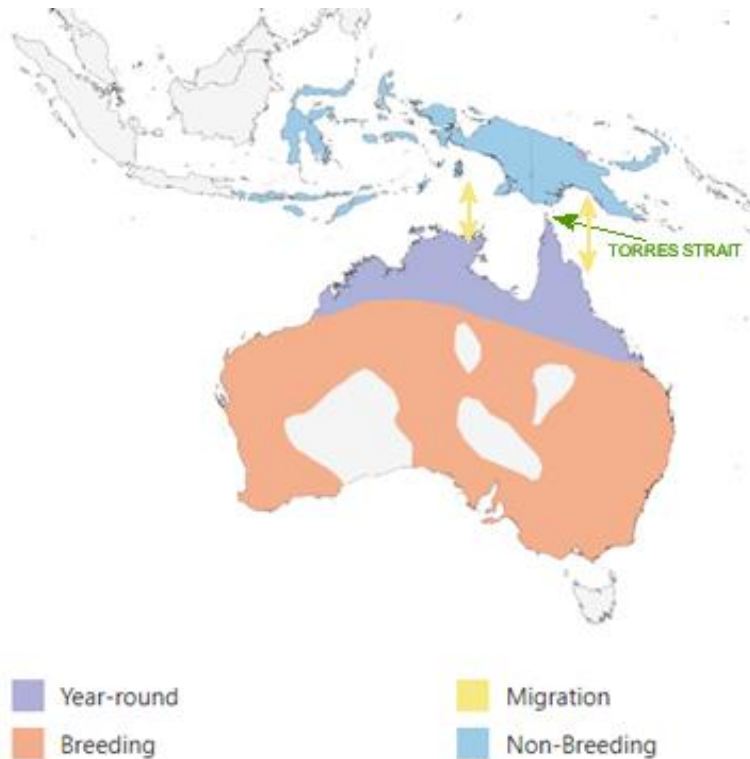 TORRES STRAIT
Year-round
Migration
Breeding
Non-Breeding